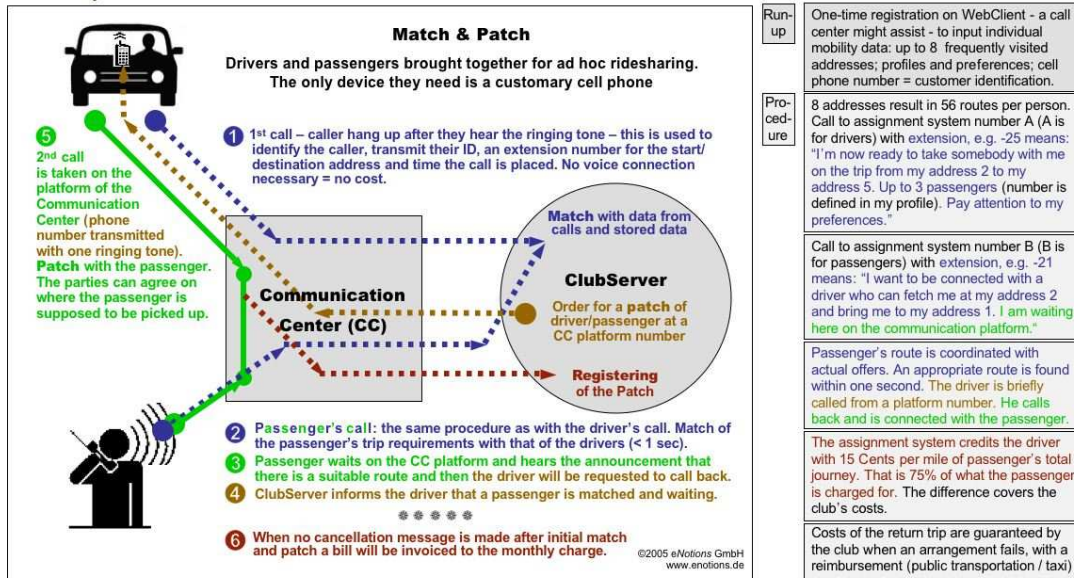 Match & Patch
Drivers and passengers brought together for ad hoc ridesharing.
The only device they need is a customary cell phone
1 1st call – caller hang up after they hear the ringing tone – this is used to
identify the caller, transmit their ID, an extension number for the start/
destination address and time the call is placed. No voice connection
necessary = no cost.
5
2nd call
is taken on the
platform of the
Communication
Center (phone
number transmitted
with one ringing tone).
Patch with the passenger.
The parties can agree on
where the passenger is
supposed to be picked up.
Match with data from
calls and stored data
ClubServer
Communication
Center (CC)
Order for a patch of
driver/passenger at a
CC platform number
Registering
of the Patch
2 Passenger's call: the same procedure as with the driver's call. Match of
the passenger's trip requirements with that of the drivers (< 1 sec).
3 Passenger waits on the CC platform and hears the announcement that
there is a suitable route and then the driver will be requested to call back.
4 ClubServer informs the driver that a passenger is matched and waiting.
6 When no cancellation message is made after initial match
and patch a bill will be invoiced to the monthly charge.
©2005 eNotions GmbH
www.enotions.de
Run-
up
One-time registration on WebClient - a call
center might assist - to input individual
mobility data: up to 8 frequently visited
addresses; profiles and preferences; cell
phone number = customer identification.
Pro-
ced-
ure
8 addresses result in 56 routes per person.
Call to assignment system number A (A is
for drivers) with extension, e.g. -25 means:
“I'm now ready to take somebody with me
on the trip from my address 2 to my
address 5. Up to 3 passengers (number is
defined in my profile). Pay attention to my
preferences.”
Call to assignment system number B (B is
for passengers) with extension, e.g. -21
means: “I want to be connected with a
driver who can fetch me at my address 2
and bring me to my address 1. I am waiting
here on the communication platform.“
Passenger's route is coordinated with
actual offers. An appropriate route is found
within one second. The driver is briefly
called from a platform number. He calls
back and is connected with the passenger.
The assignment system credits the driver
with 15 Cents per mile of passenger's total
journey. That is 75% of what the passenger
is charged for. The difference covers the
club's costs.
Costs of the return trip are guaranteed by
the club when an arrangement fails, with a
reimbursement (public transportation / taxi)